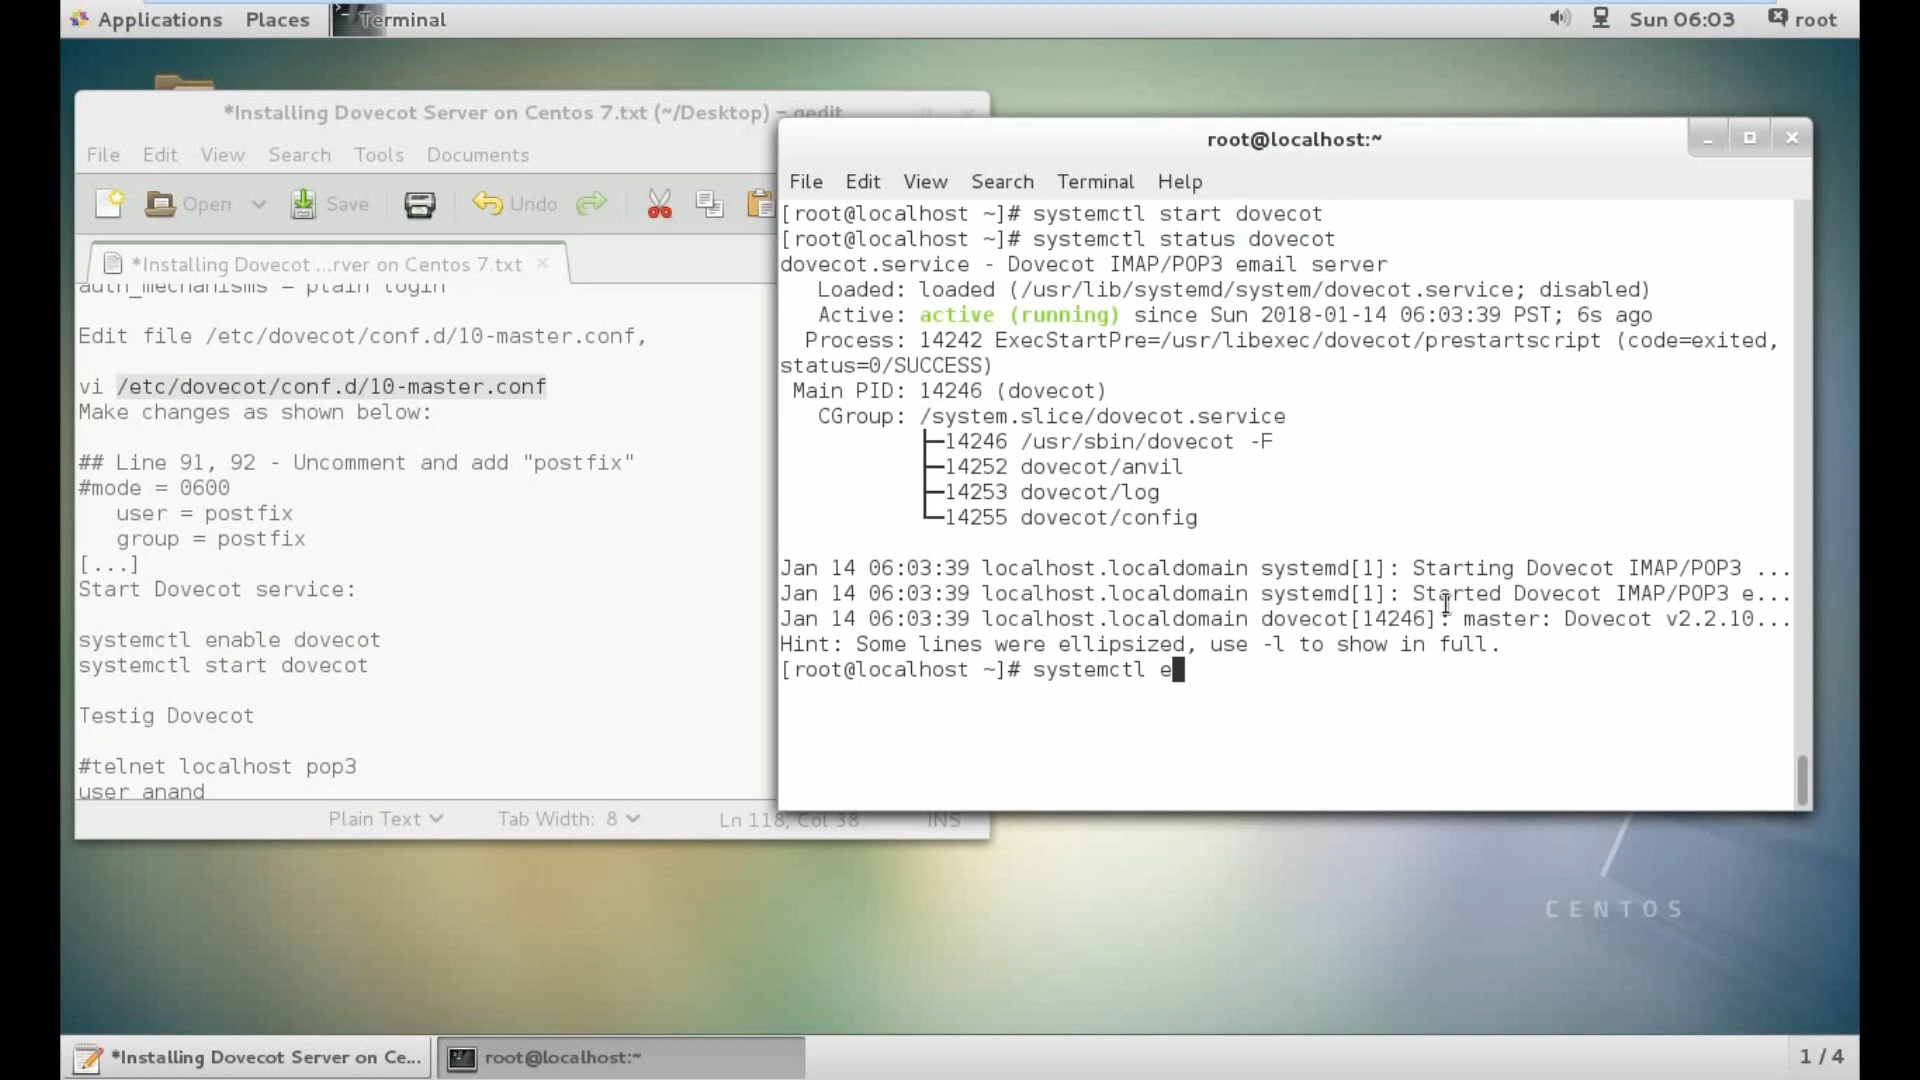 Applications Places Terminal Sun 06:03 root
*Installing Dovecot Server on Centos 7.txt (~/Desktop) - gedit
File Edit View Search Tools Documents
Open Save Undo
*Installing Dovecot ...rver on Centos 7.txt
auth_mechanisms = plain login
Edit file /etc/dovecot/conf.d/10-master.conf,
vi /etc/dovecot/conf.d/10-master.conf
Make changes as shown below:
## Line 91, 92 - Uncomment and add "postfix"
#mode = 0600
user = postfix
group = postfix
[...]
Start Dovecot service:
systemctl enable dovecot
systemctl start dovecot
Testig Dovecot
#telnet localhost pop3
user anand
Plain Text Tab Width: 8 Ln 118, Col 38 INS
root@localhost:~
File Edit View Search Terminal Help
[root@localhost ~]# systemctl start dovecot
[root@localhost ~]# systemctl status dovecot
dovecot.service - Dovecot IMAP/POP3 email server
Loaded: loaded (/usr/lib/systemd/system/dovecot.service; disabled)
Active: active (running) since Sun 2018-01-14 06:03:39 PST; 6s ago
Process: 14242 ExecStartPre=/usr/libexec/dovecot/prestartscript (code=exited,
status=0/SUCCESS)
Main PID: 14246 (dovecot)
CGroup: /system.slice/dovecot.service
├─14246 /usr/sbin/dovecot -F
├─14252 dovecot/anvil
├─14253 dovecot/log
└─14255 dovecot/config
Jan 14 06:03:39 localhost.localdomain systemd[1]: Starting Dovecot IMAP/POP3 ...
Jan 14 06:03:39 localhost.localdomain systemd[1]: Started Dovecot IMAP/POP3 e...
Jan 14 06:03:39 localhost.localdomain dovecot[14246]: master: Dovecot v2.2.10...
Hint: Some lines were ellipsized, use -l to show in full.
[root@localhost ~]# systemctl e
7
CENTOS
*Installing Dovecot Server on Ce... root@localhost:~ 1 / 4